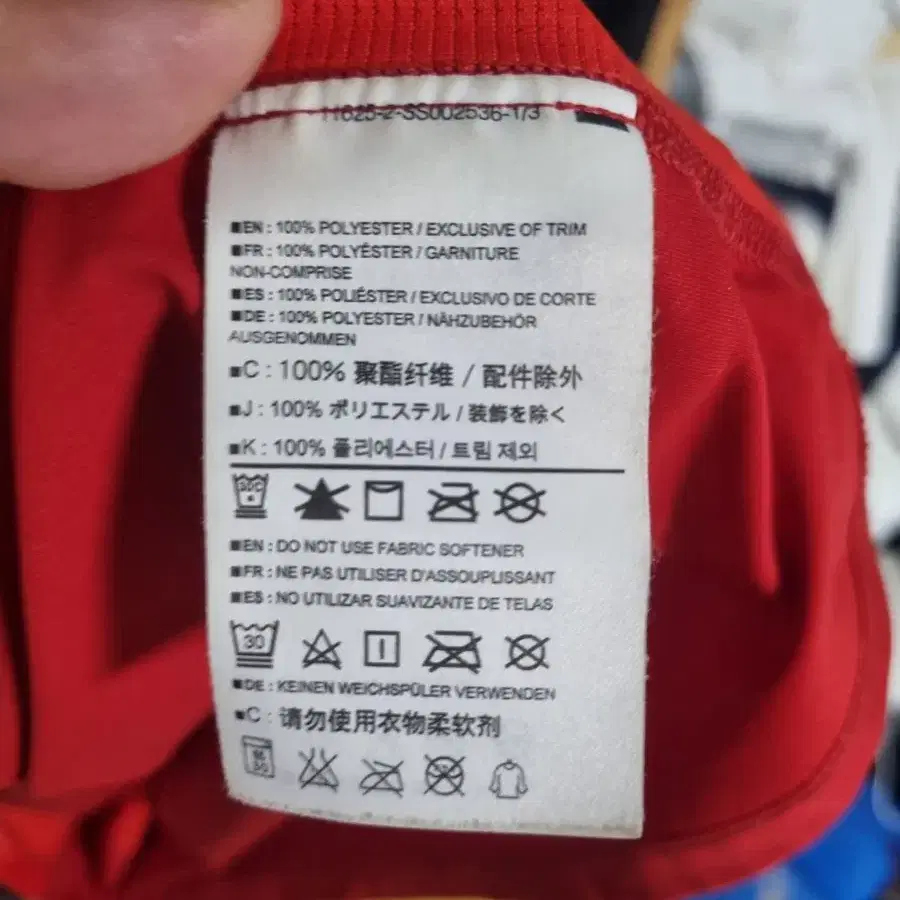 11625-2-SS002536-1/3
■EN : 100% POLYESTER / EXCLUSIVE OF TRIM
■FR : 100% POLYÉSTER / GARNITURE
NON-COMPRISE
■ES : 100% POLIÉSTER / EXCLUSIVO DE CORTE
■DE : 100% POLYESTER / NÄHZUBEHÖR
AUSGENOMMEN
■C : 100% 聚酯纤维 / 配件除外
■J : 100% ポリエステル / 装飾を除く
■K : 100% 폴리에스터 / 트림 제외
■EN : DO NOT USE FABRIC SOFTENER
■FR : NE PAS UTILISER D'ASSOUPLISSANT
■ES : NO UTILIZAR SUAVIZANTE DE TELAS
30
■DE : KEINEN WEICHSPÜLER VERWENDEN
■C : 请勿使用衣物柔软剂